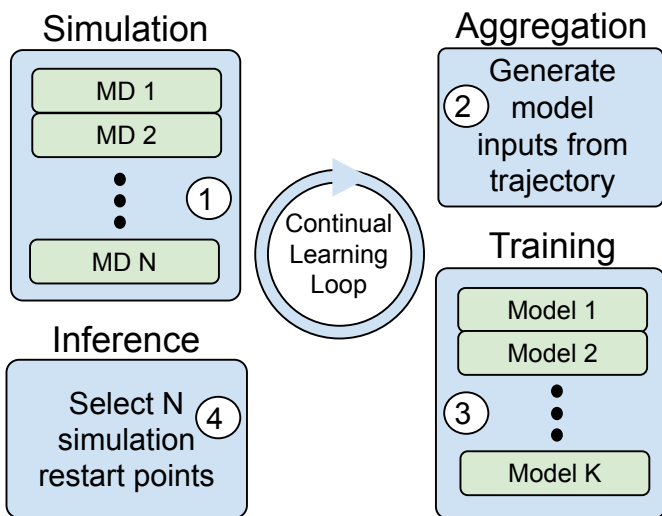 Simulation
MD 1
MD 2
1
MD N
Aggregation
2
Generate
model
inputs from
trajectory
Continual
Learning
Loop
Training
Model 1
Model 2
3
Model K
Inference
Select N
simulation
restart points
4